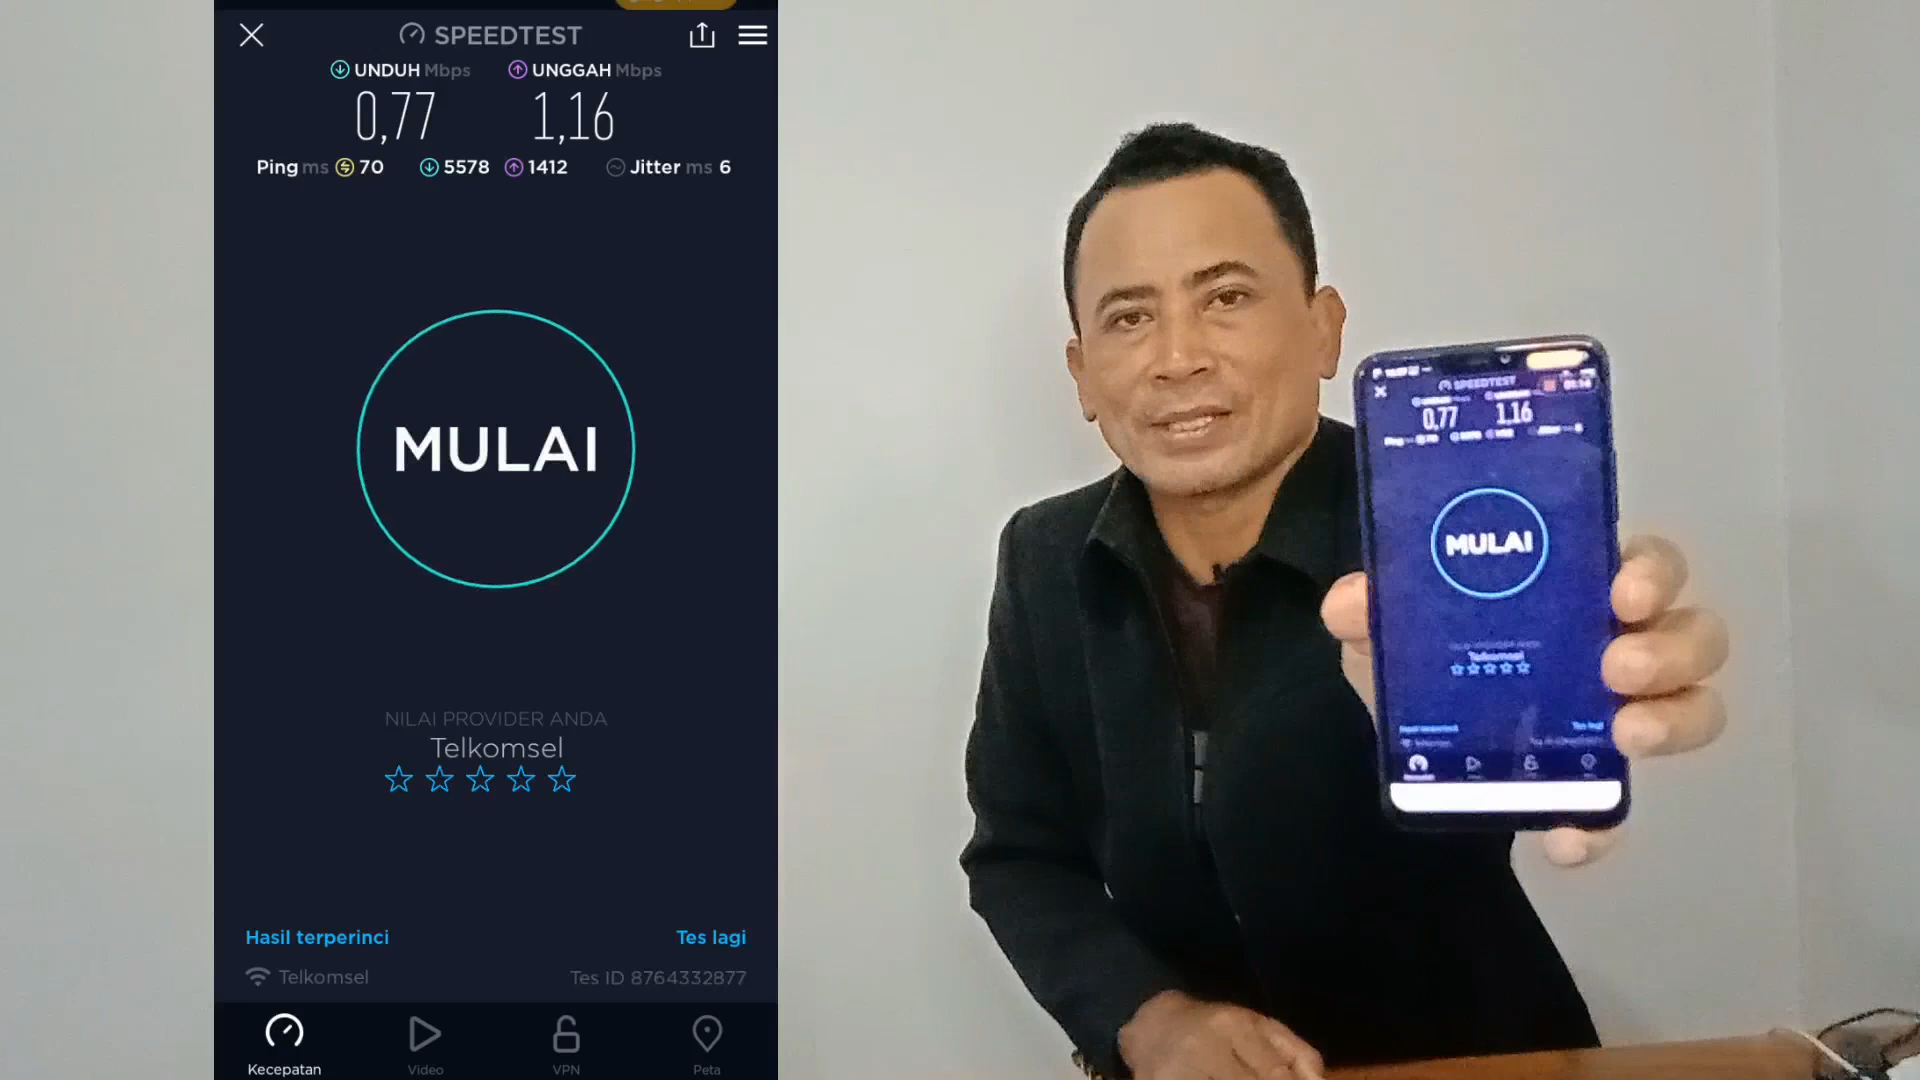 SPEEDTEST
UNDUH Mbps UNGGAH Mbps
0,77 1,16
Ping ms 70 5578 1412 Jitter ms 6
MULAI
NILAI PROVIDER ANDA
Telkomsel
Hasil terperinci Tes lagi
Telkomsel Tes ID 8764332877
Kecepatan Video VPN Peta
SPEEDTEST
0,77 1,16
MULAI
Telkomsel